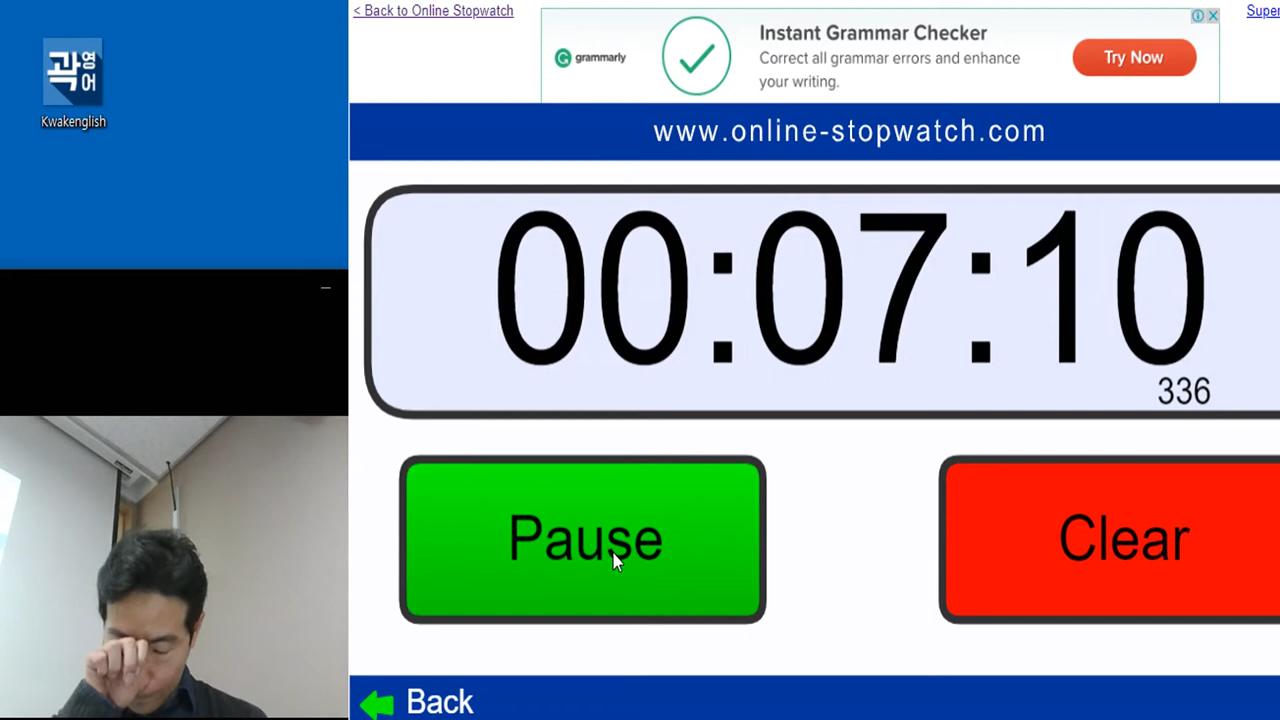 곽영어
Kwakenglish
< Back to Online Stopwatch
grammarly
Instant Grammar Checker
Correct all grammar errors and enhance
your writing.
Try Now
Super
www.online-stopwatch.com
00:07:10
336
Pause
Clear
Back